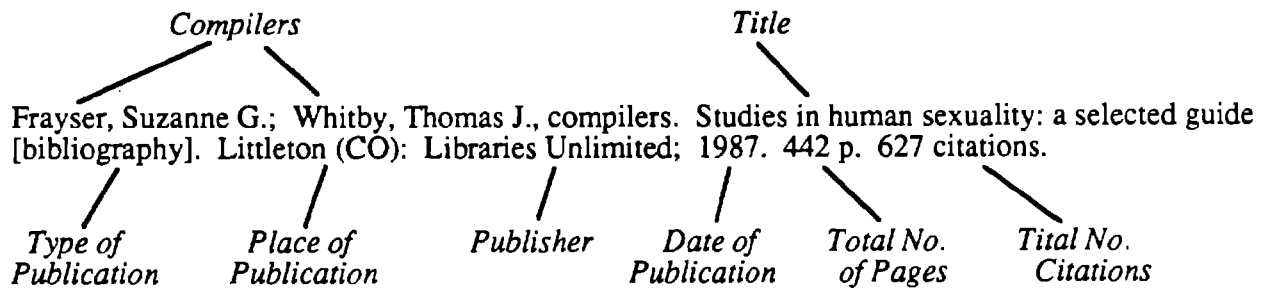 Compilers Title
Frayser, Suzanne G.; Whitby, Thomas J., compilers. Studies in human sexuality: a selected guide
[bibliography]. Littleton (CO): Libraries Unlimited; 1987. 442 p. 627 citations.
Type of Place of Publisher Date of Total No. Tital No.
Publication Publication Publication of Pages Citations